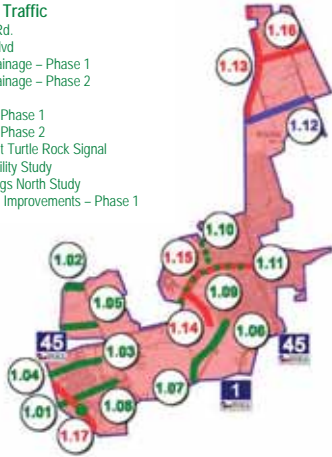 Traffic
Rd.
lvd
ainage – Phase 1
ainage – Phase 2
Phase 1
Phase 2
t Turtle Rock Signal
ility Study
gs North Study
Improvements – Phase 1
1.16
1.13
1.12
1.10
1.15
1.11
1.02
1.09
1.05
1.14
1.06
45
1.03
45
1.04
1.07
1
1.01
1.08
1.17